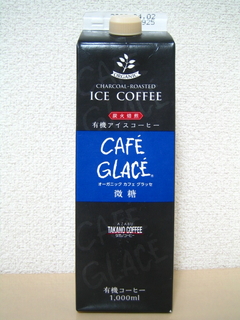 ORGANIC
CHARCOAL-ROASTED
ICE COFFEE
炭火焙煎
有機アイスコーヒー
CAFÉ
GLACÉ
オーガニック カフェ グラッセ
微糖
TAKANO COFFEE
有機コーヒー
1,000ml